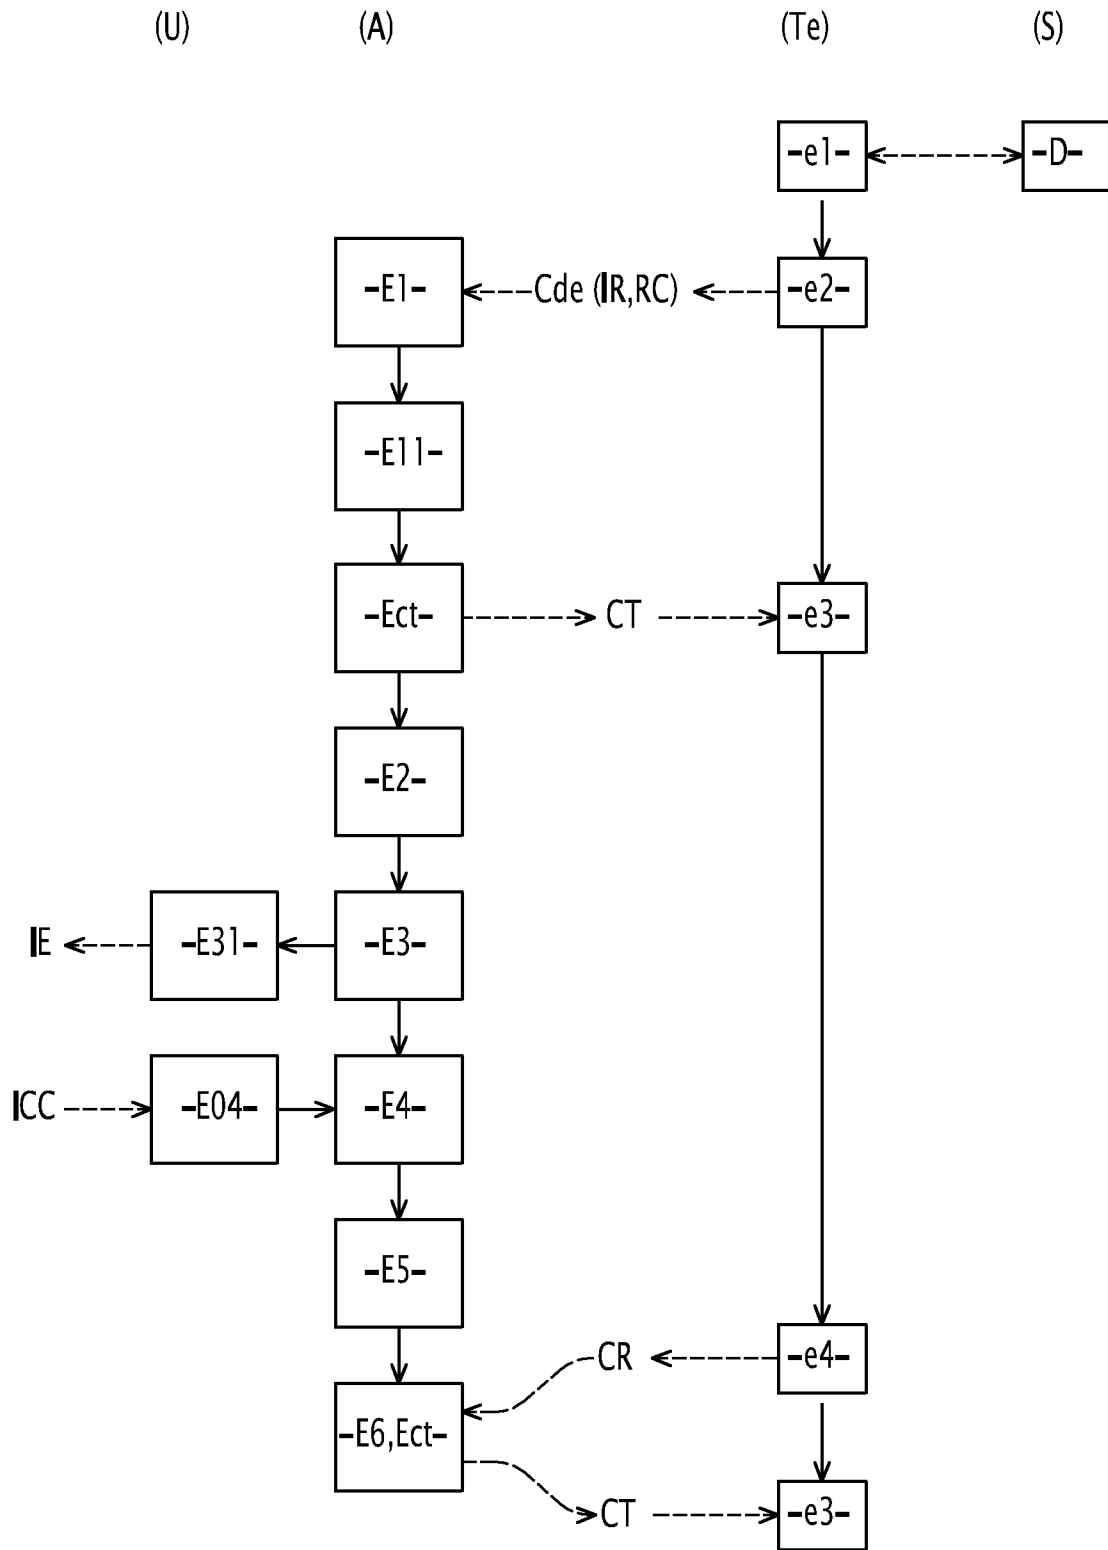 (U) (A) (Te) (S)
-e1- -D-
-E1- Cde (IR,RC) -e2-
-E11-
-Ect- CT -e3-
-E2-
IE -E31- -E3-
ICC -E04- -E4-
-E5-
CR -e4-
-E6,Ect-
CT -e3-